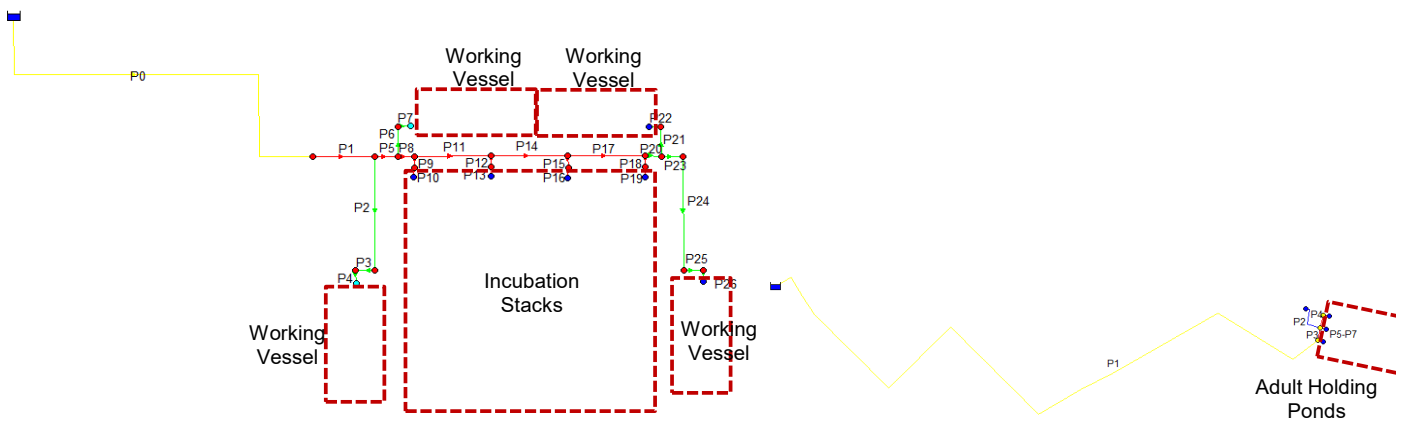 Working
Vessel
Working
Vessel
P0
P7
P22
P6
P21
P1
P5
P8
P11
P14
P17
P20
P23
P9
P12
P15
P18
P10
P13
P16
P19
P2
P24
P3
P4
P25
P26
Incubation
Stacks
Working
Vessel
Working
Vessel
P1
P2
P4
P3
P5-P7
Adult Holding
Ponds